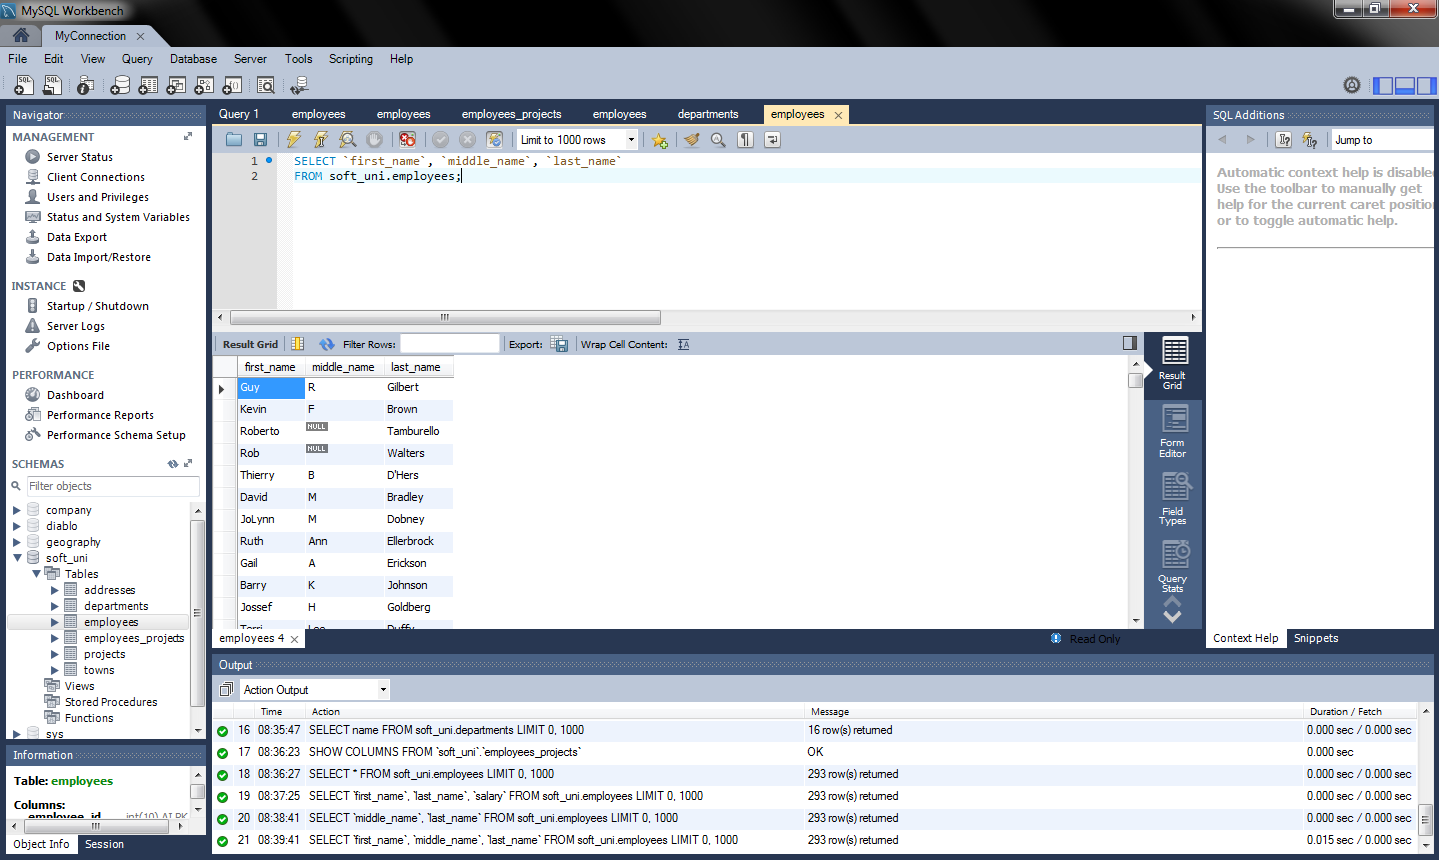 MySQL Workbench
MyConnection
File Edit View Query Database Server Tools Scripting Help
Navigator
MANAGEMENT
Server Status
Client Connections
Users and Privileges
Status and System Variables
Data Export
Data Import/Restore
INSTANCE
Startup / Shutdown
Server Logs
Options File
PERFORMANCE
Dashboard
Performance Reports
Performance Schema Setup
SCHEMAS
Filter objects
company
diablo
geography
soft_uni
Tables
addresses
departments
employees
employees_projects
projects
towns
Views
Stored Procedures
Functions
sys
Information
Table: employees
Columns:
employee_id int(10) AI PK
Object Info Session
Query 1 employees employees employees_projects employees departments employees
Limit to 1000 rows
1 SELECT `first_name`, `middle_name`, `last_name`
2 FROM soft_uni.employees;
Result Grid Filter Rows: Export: Wrap Cell Content:
first_name middle_name last_name
Guy R Gilbert
Kevin F Brown
Roberto NULL Tamburello
Rob NULL Walters
Thierry B D'Hers
David M Bradley
JoLynn M Dobney
Ruth Ann Ellerbrock
Gail A Erickson
Barry K Johnson
Jossef H Goldberg
Terri Lee Duffy
Result
Grid
Form
Editor
Field
Types
Query
Stats
employees 4
Read Only
SQL Additions
Jump to
Automatic context help is disabled
Use the toolbar to manually get
help for the current caret position
or to toggle automatic help.
Context Help Snippets
Output
Action Output
Time Action Message Duration / Fetch
16 08:35:47 SELECT name FROM soft_uni.departments LIMIT 0, 1000 16 row(s) returned 0.000 sec / 0.000 sec
17 08:36:23 SHOW COLUMNS FROM `soft_uni`.`employees_projects` OK 0.000 sec
18 08:36:27 SELECT * FROM soft_uni.employees LIMIT 0, 1000 293 row(s) returned 0.000 sec / 0.000 sec
19 08:37:25 SELECT `first_name`, `last_name`, `salary` FROM soft_uni.employees LIMIT 0, 1000 293 row(s) returned 0.000 sec / 0.000 sec
20 08:38:41 SELECT `middle_name`, `last_name` FROM soft_uni.employees LIMIT 0, 1000 293 row(s) returned 0.000 sec / 0.000 sec
21 08:39:41 SELECT `first_name`, `middle_name`, `last_name` FROM soft_uni.employees LIMIT 0, 1000 293 row(s) returned 0.015 sec / 0.000 sec